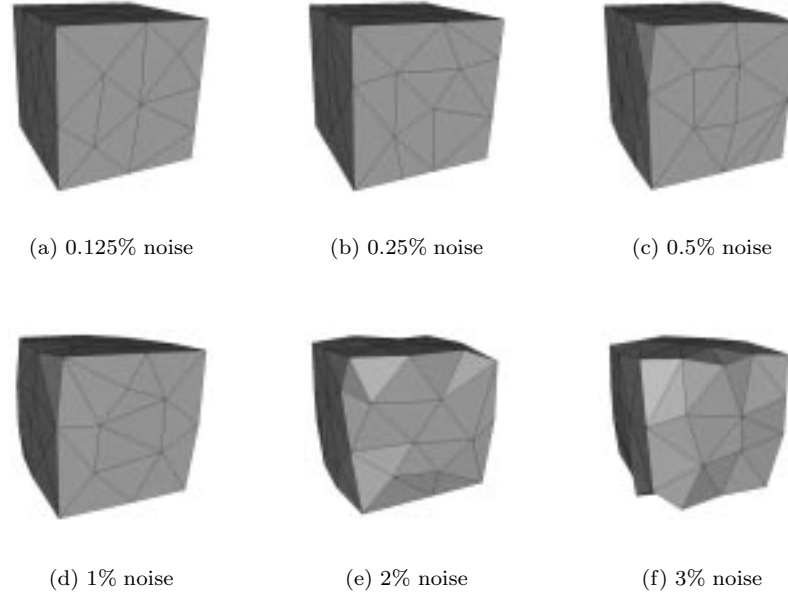 (a) 0.125% noise
(b) 0.25% noise
(c) 0.5% noise
(d) 1% noise
(e) 2% noise
(f) 3% noise